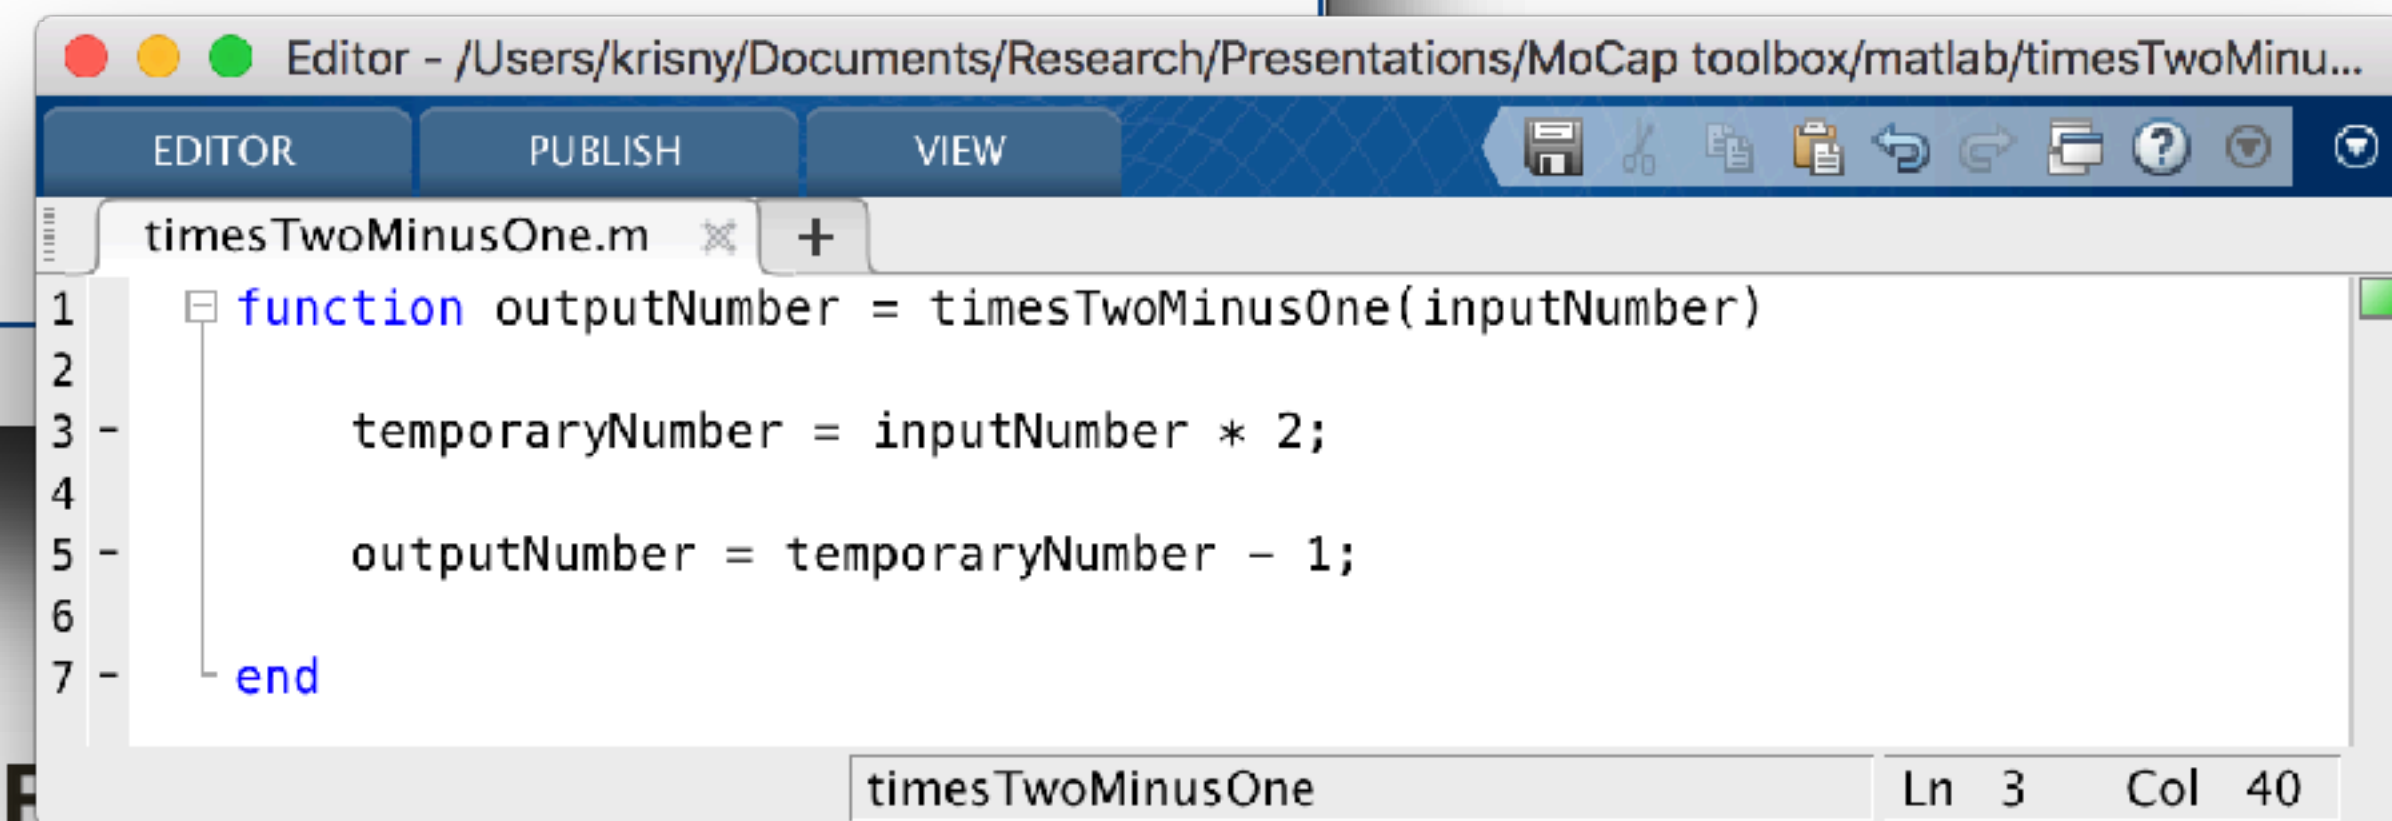 Editor - /Users/krisny/Documents/Research/Presentations/MoCap toolbox/matlab/timesTwoMinu...
EDITOR PUBLISH VIEW
timesTwoMinusOne.m
1 function outputNumber = timesTwoMinusOne(inputNumber)
2
3 - temporaryNumber = inputNumber * 2;
4
5 - outputNumber = temporaryNumber - 1;
6
7 - end
timesTwoMinusOne Ln 3 Col 40